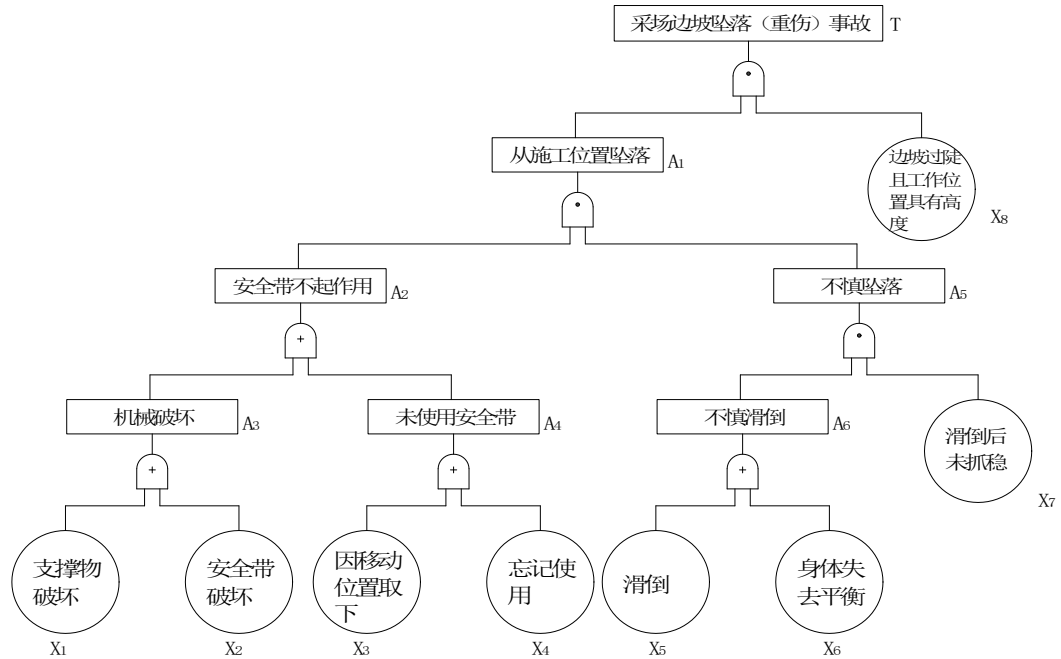 采场边坡坠落（重伤）事故
T
从施工位置坠落
A1
边坡过陡
且工作位
置具有高
度
X8
安全带不起作用
A2
不慎坠落
A5
+
机械破坏
A3
未使用安全带
A4
不慎滑倒
A6
滑倒后
未抓稳
X7
+
+
+
支撑物
破坏
安全带
破坏
因移动
位置取
下
忘记使
用
滑倒
身体失
去平衡
X1
X2
X3
X4
X5
X6